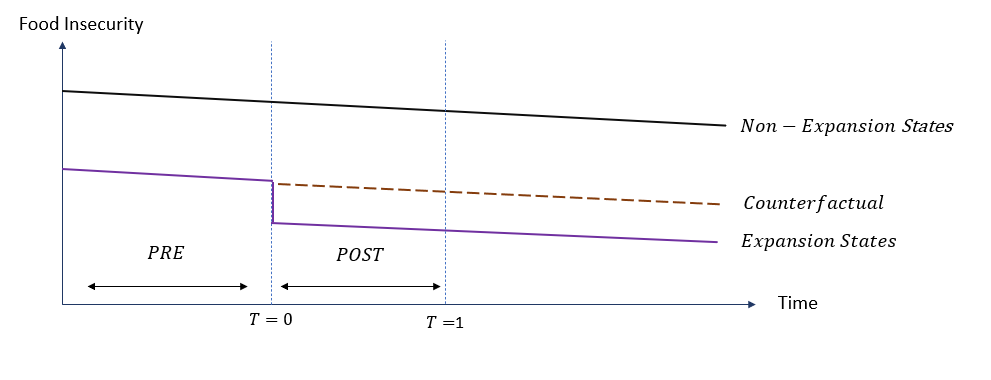 Food Insecurity
Non − Expansion States
Counterfactual
Expansion States
PRE
POST
Time
T = 0
T =1